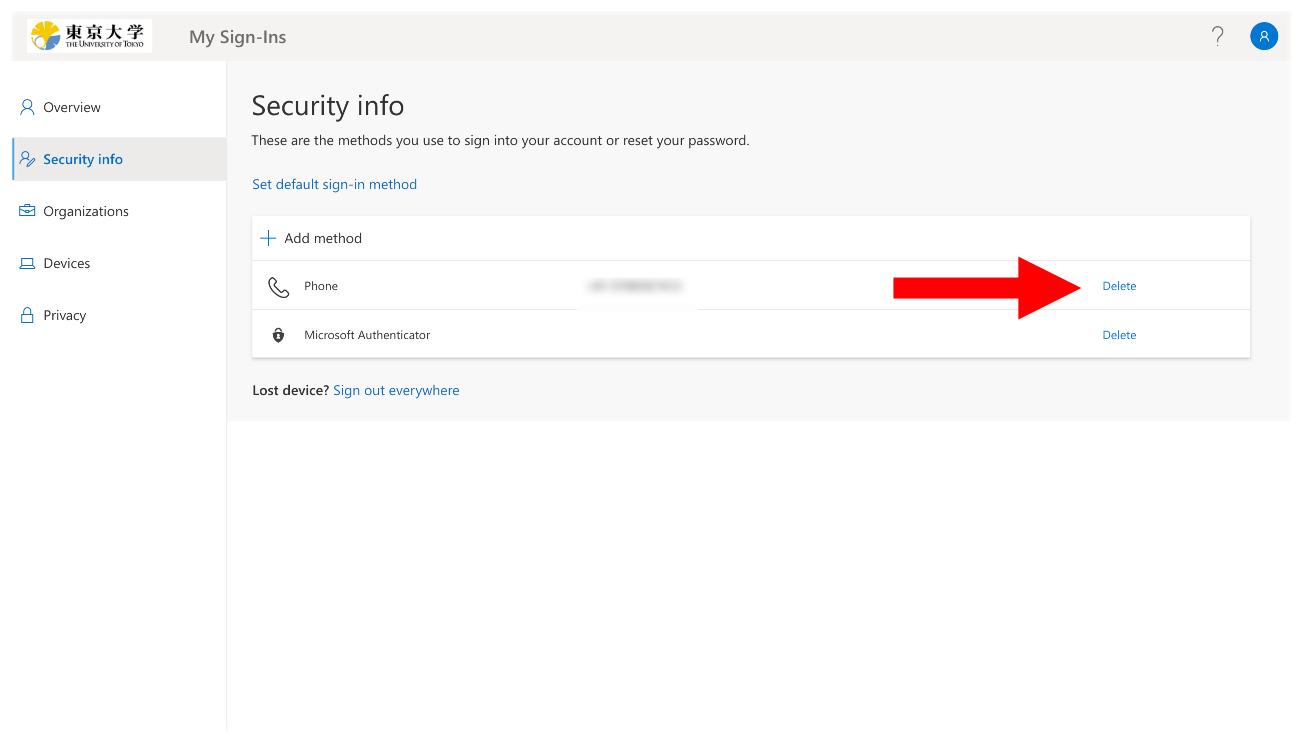 東京大学
THE UNIVERSITY OF TOKYO
My Sign-Ins
?
Overview
Security info
Organizations
Devices
Privacy
Security info
These are the methods you use to sign into your account or reset your password.
Set default sign-in method
Add method
Phone Delete
Microsoft Authenticator Delete
Lost device? Sign out everywhere